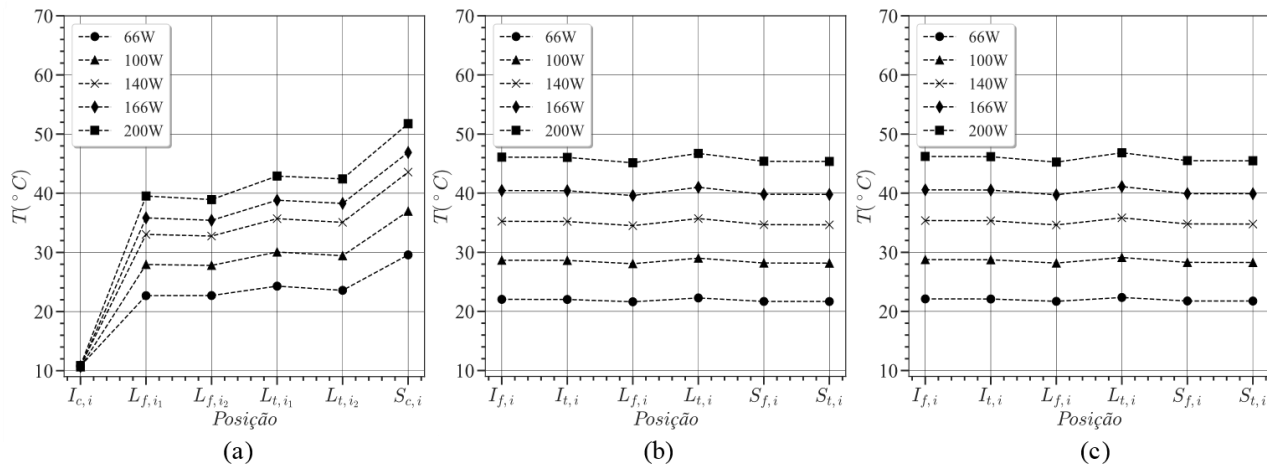 70
60
50
40
30
20
10
T(°C)
66W
100W
140W
166W
200W
I_{c,i} L_{f,i_1} L_{f,i_2} L_{t,i_1} L_{t,i_2} S_{c,i}
Posição
(a)
70
60
50
40
30
20
10
T(°C)
66W
100W
140W
166W
200W
I_{f,i} I_{t,i} L_{f,i} L_{t,i} S_{f,i} S_{t,i}
Posição
(b)
70
60
50
40
30
20
10
T(°C)
66W
100W
140W
166W
200W
I_{f,i} I_{t,i} L_{f,i} L_{t,i} S_{f,i} S_{t,i}
Posição
(c)